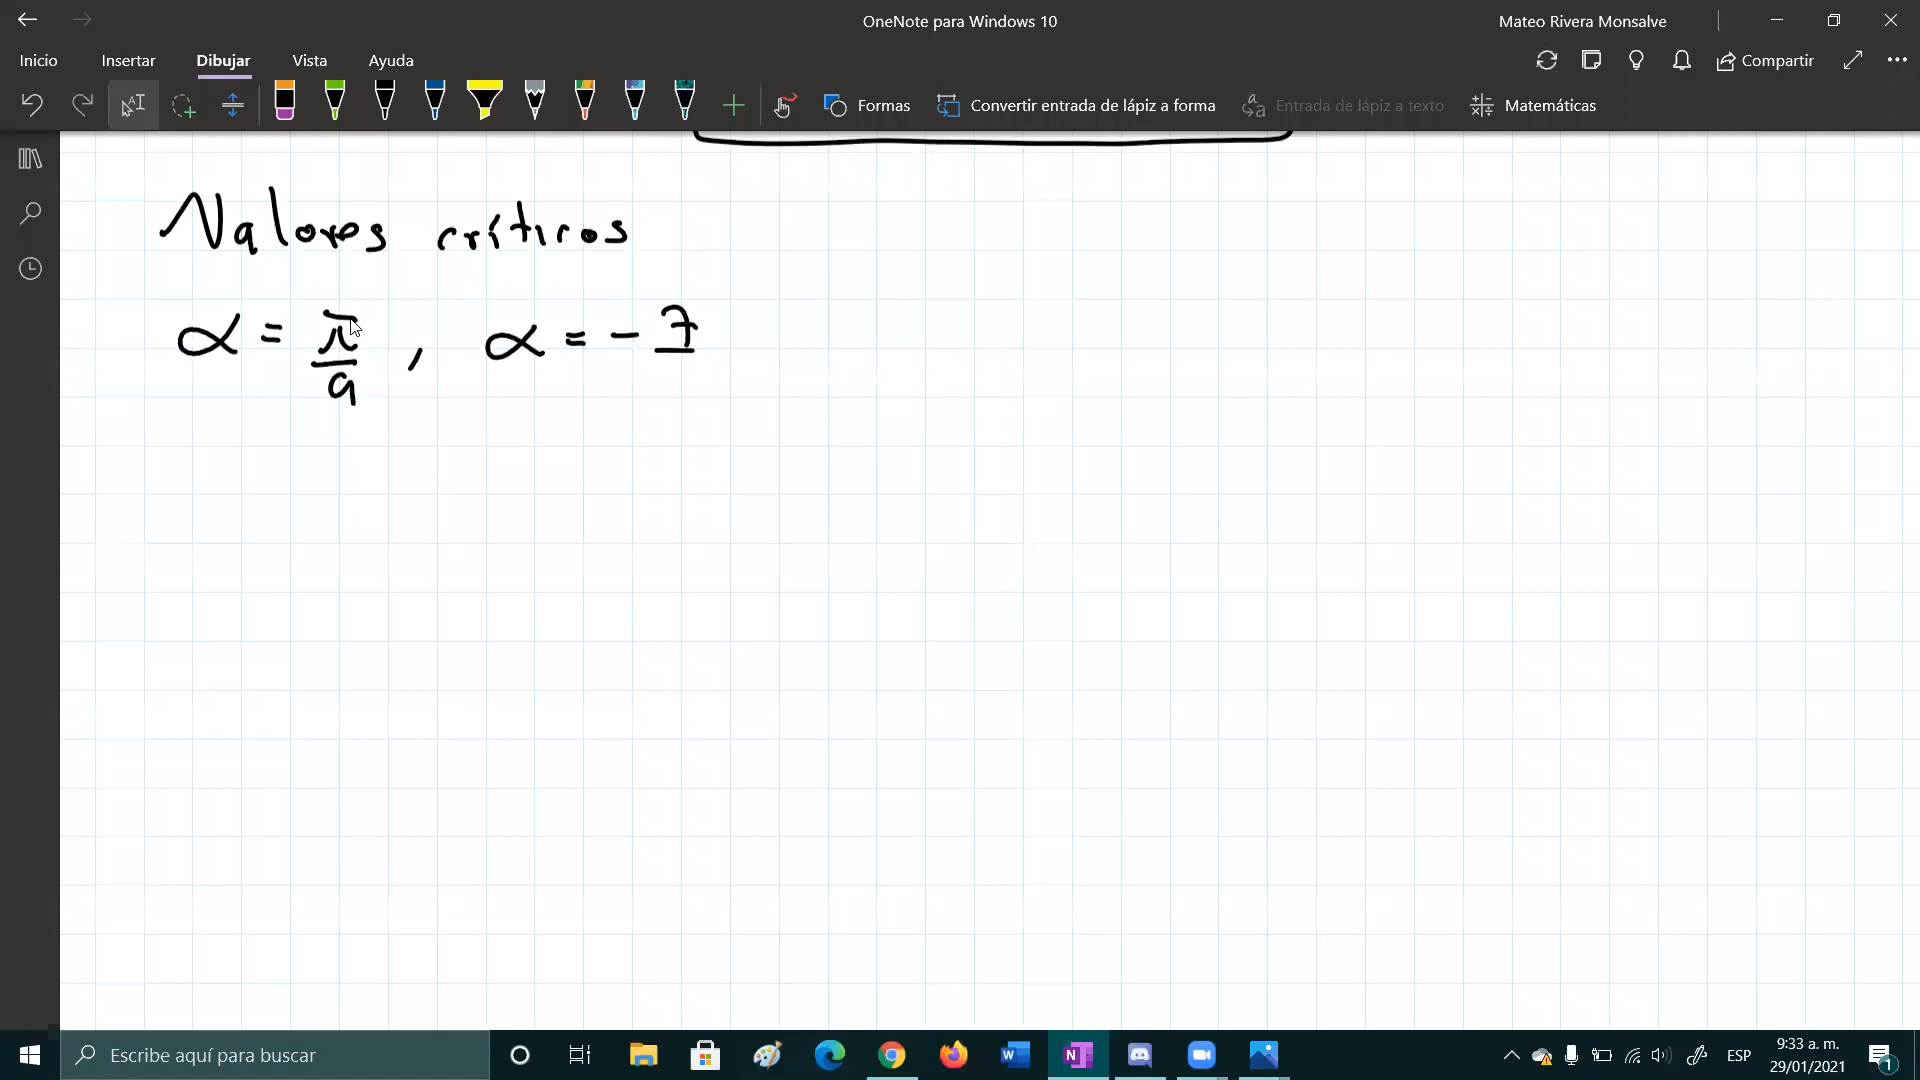 OneNote para Windows 10
Mateo Rivera Monsalve
Inicio Insertar Dibujar Vista Ayuda
Compartir
Formas Convertir entrada de lápiz a forma Entrada de lápiz a texto Matemáticas
Valores críticos
α = π/9 , α = - 7
Escribe aquí para buscar
ESP
9:33 a. m.
29/01/2021
1